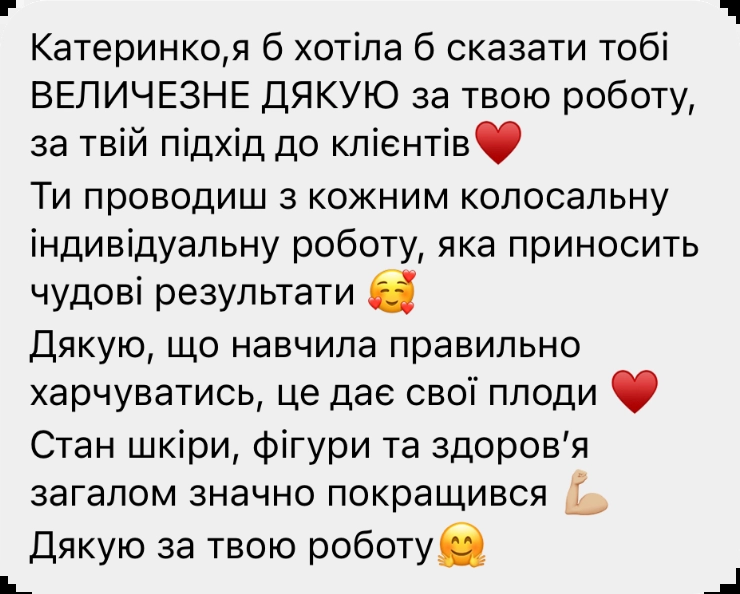 Катеринко,я б хотіла б сказати тобі
ВЕЛИЧЕЗНЕ ДЯКУЮ за твою роботу,
за твій підхід до клієнтів♥️
Ти проводиш з кожним колосальну
індивідуальну роботу, яка приносить
чудові результати 🥰
Дякую, що навчила правильно
харчуватись, це дає свої плоди ♥️
Стан шкіри, фігури та здоров’я
загалом значно покращився 💪🏼
Дякую за твою роботу🤗